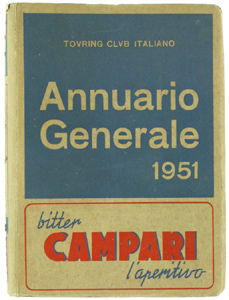 TOVRING CLVB ITALIANO
Annuario
Generale
1951
bitter
CAMPARI
l'aperitivo